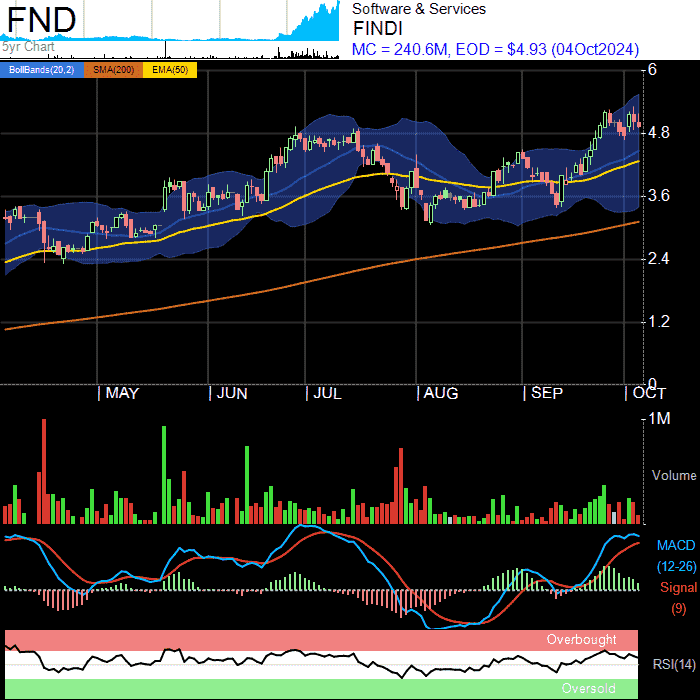 FND
5yr Chart
Software & Services
FINDI
MC = 240.6M, EOD = $4.93 (04Oct2024)
BollBands(20,2) SMA(200) EMA(50)
6
4.8
3.6
2.4
1.2
0
MAY JUN JUL AUG SEP OCT
1M
Volume
MACD
(12-26)
Signal
(9)
Overbought
RSI(14)
Oversold